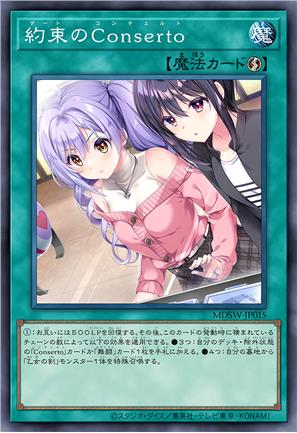 デート コンチェルト
約束のConserto
魔
まほう
【魔法カード】
MDSW-JP015
①:お互いは500LPを回復する。その後、このカードの発動時に積まれている
チェーンの数によって以下の効果を適用できる。●3つ:自分のデッキ・除外状態
の「Conserto」カードか「舞闘」カード1枚を手札に加える。●4つ:自分の墓地から
「乙女の剣」モンスター1体を特殊召喚する。
©スタジオ・ダイス/集英社・テレビ東京・KONAMI